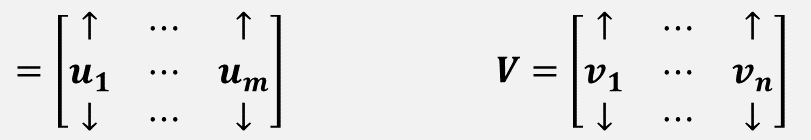 = [ ↑ ⋯ ↑ ] V = [ ↑ ⋯ ↑ ]
u₁ ⋯ uₘ v₁ ⋯ vₙ
↓ ⋯ ↓ ↓ ⋯ ↓